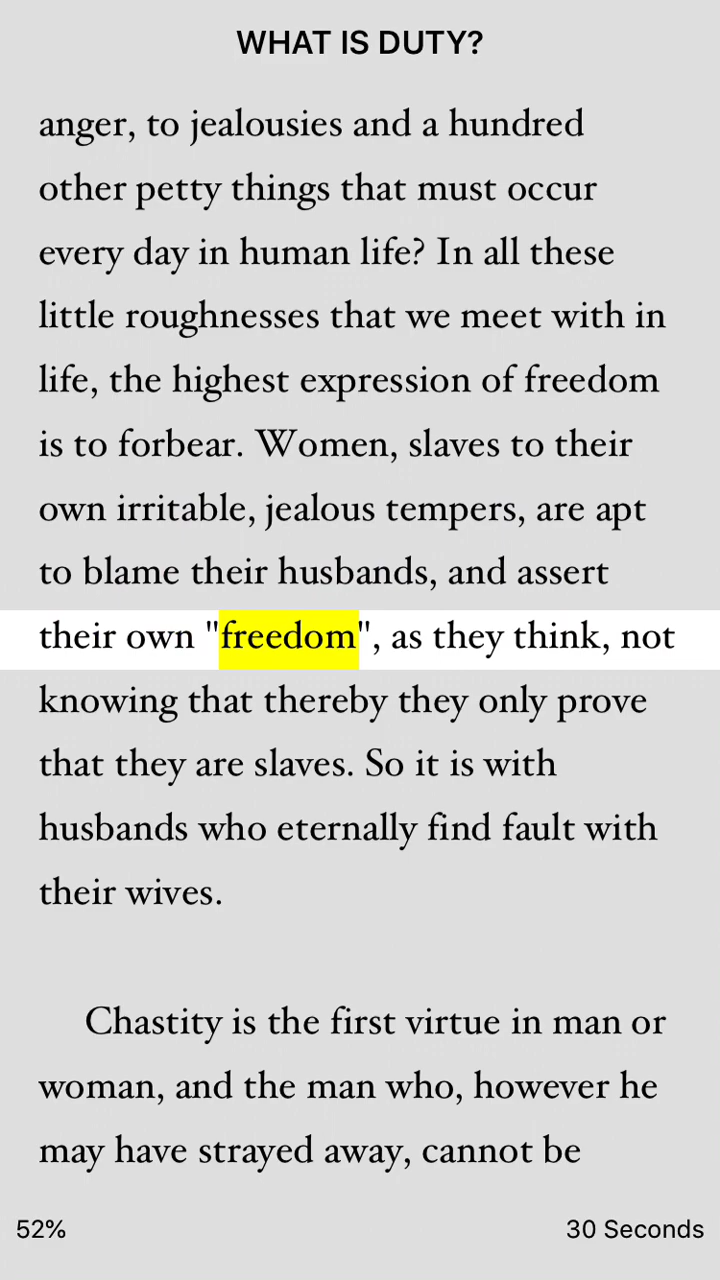 WHAT IS DUTY?
anger, to jealousies and a hundred
other petty things that must occur
every day in human life? In all these
little roughnesses that we meet with in
life, the highest expression of freedom
is to forbear. Women, slaves to their
own irritable, jealous tempers, are apt
to blame their husbands, and assert
their own "freedom", as they think, not
knowing that thereby they only prove
that they are slaves. So it is with
husbands who eternally find fault with
their wives.
Chastity is the first virtue in man or
woman, and the man who, however he
may have strayed away, cannot be
52%
30 Seconds